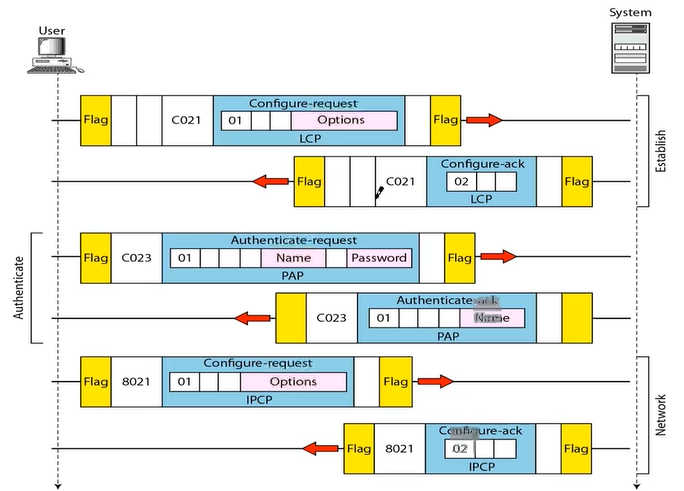 User
System
Configure-request
Flag C021 01 Options Flag
LCP
Establish
Configure-ack
Flag C021 02 Flag
LCP
Authenticate
Authenticate-request
Flag C023 01 Name Password Flag
PAP
Authenticate-ack
C023 01 Name
PAP
Configure-request
Flag 8021 01 Options Flag
IPCP
Network
Configure-ack
Flag 8021 02 Flag
IPCP